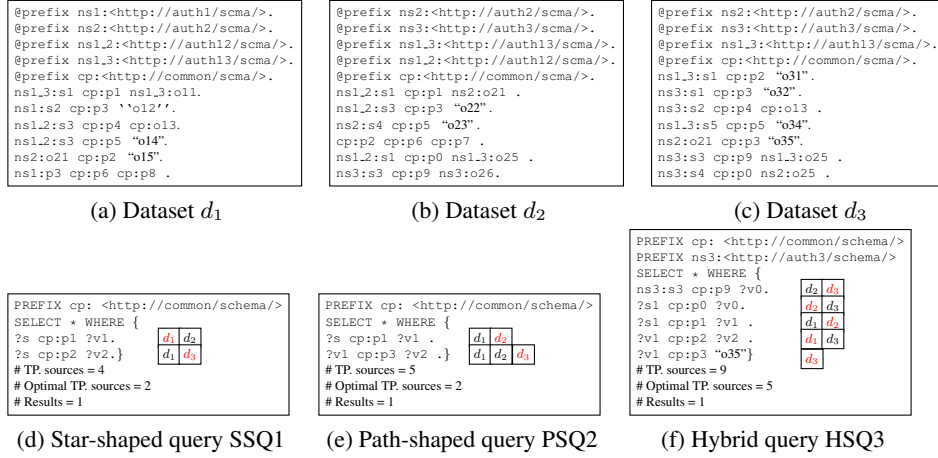 @prefix ns1:<http://auth1/scma/>.
@prefix ns2:<http://auth2/scma/>.
@prefix ns1_2:<http://auth12/scma/>.
@prefix ns1_3:<http://auth13/scma/>.
@prefix cp:<http://common/scma/>.
ns1_3:s1 cp:p1 ns1_3:o11.
ns1:s2 cp:p3 ‘‘o12’’.
ns1_2:s3 cp:p4 cp:o13.
ns1_2:s3 cp:p5 “o14”.
ns2:o21 cp:p2 “o15”.
ns1:p3 cp:p6 cp:p8 .
(a) Dataset d1
@prefix ns2:<http://auth2/scma/>.
@prefix ns3:<http://auth3/scma/>.
@prefix ns1_3:<http://auth13/scma/>.
@prefix ns1_2:<http://auth12/scma/>.
@prefix cp:<http://common/scma/>.
ns1_2:s1 cp:p1 ns2:o21 .
ns1_2:s3 cp:p3 “o22”.
ns2:s4 cp:p5 “o23”.
cp:p2 cp:p6 cp:p7 .
ns1_2:s1 cp:p0 ns1_3:o25 .
ns3:s3 cp:p9 ns3:o26.
(b) Dataset d2
@prefix ns2:<http://auth2/scma/>.
@prefix ns3:<http://auth3/scma/>.
@prefix ns1_3:<http://auth13/scma/>.
@prefix cp:<http://common/scma/>.
ns1_3:s1 cp:p2 “o31”.
ns3:s1 cp:p3 “o32”.
ns3:s2 cp:p4 cp:o13 .
ns1_3:s5 cp:p5 “o34”.
ns2:o21 cp:p3 “o35”.
ns3:s3 cp:p9 ns1_3:o25 .
ns3:s4 cp:p0 ns2:o25 .
(c) Dataset d3
PREFIX cp: <http://common/schema/>
SELECT * WHERE {
?s cp:p1 ?v1. d1 d2
?s cp:p2 ?v2.} d1 d3
# TP. sources = 4
# Optimal TP. sources = 2
# Results = 1
(d) Star-shaped query SSQ1
PREFIX cp: <http://common/schema/>
SELECT * WHERE {
?s cp:p1 ?v1 . d1 d2
?v1 cp:p3 ?v2 .} d1 d2 d3
# TP. sources = 5
# Optimal TP. sources = 2
# Results = 1
(e) Path-shaped query PSQ2
PREFIX cp: <http://common/schema/>
PREFIX ns3:<http://auth3/schema/>
SELECT * WHERE {
ns3:s3 cp:p9 ?v0. d2 d3
?s1 cp:p0 ?v0. d2 d3
?s1 cp:p1 ?v1 . d1 d2
?v1 cp:p2 ?v2 . d1 d3
?v1 cp:p3 “o35”} d3
# TP. sources = 9
# Optimal TP. sources = 5
# Results = 1
(f) Hybrid query HSQ3